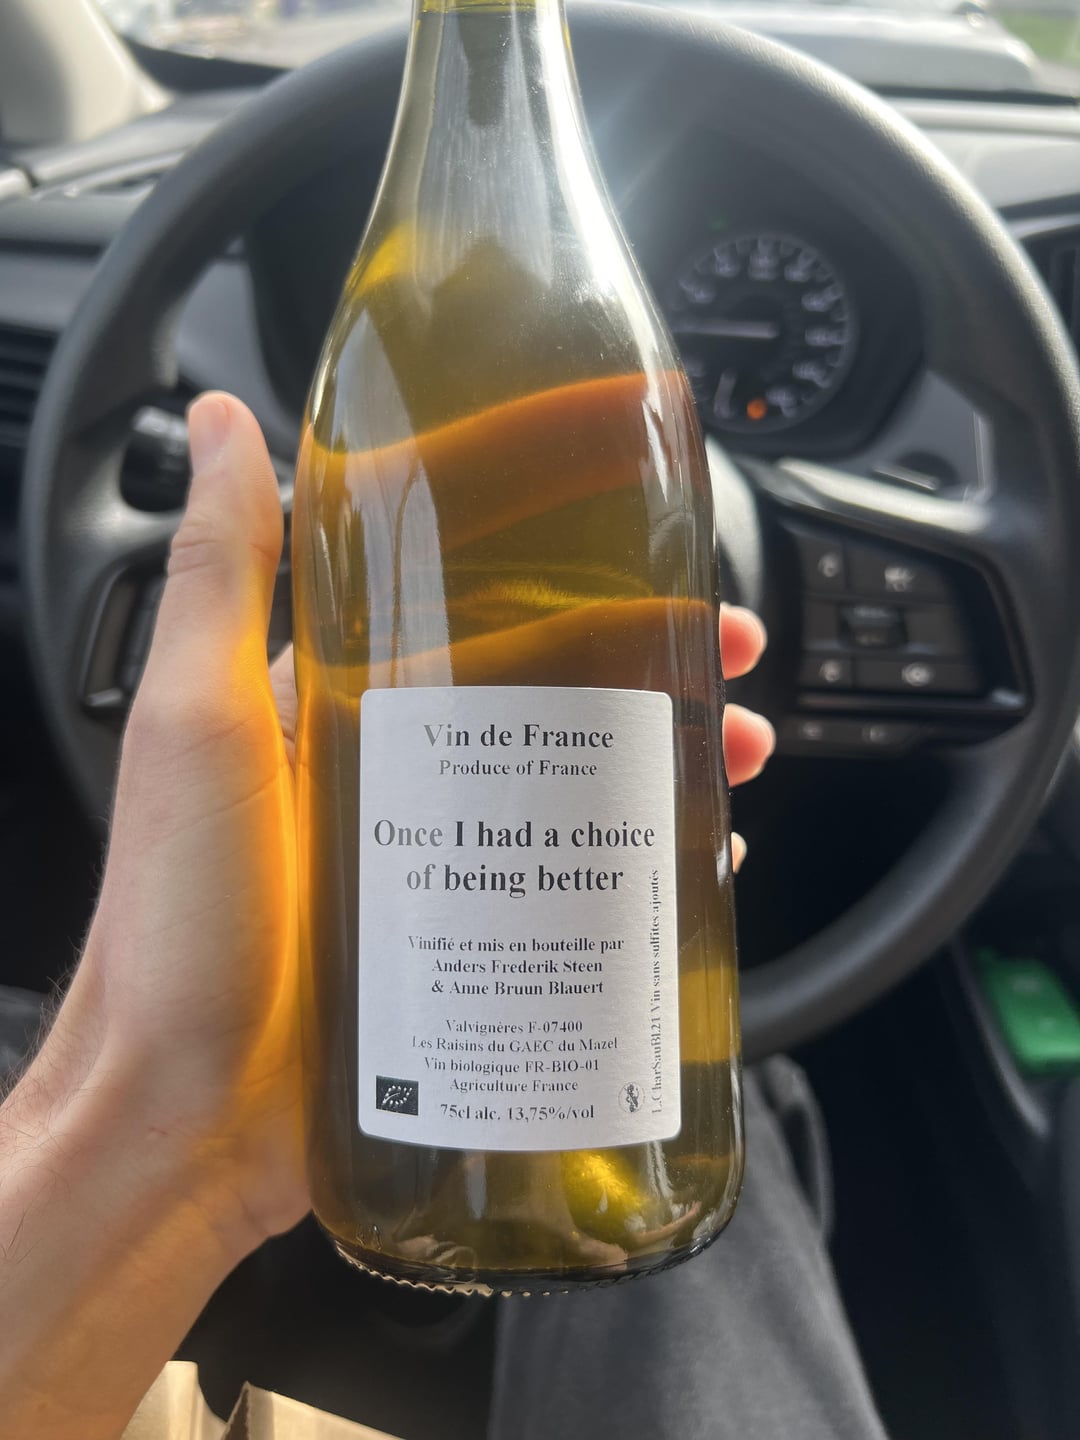 Vin de France
Produce of France
Once I had a choice
of being better
Vinifié et mis en bouteille par
Anders Frederik Steen
& Anne Bruun Blauert
Valvignères F-07400
Les Raisins du GAEC du Mazel
Vin biologique FR-BIO-01
Agriculture France
75cl alc. 13,75%/vol
L.CharSauBl.21 Vin sans sulfites ajoutés